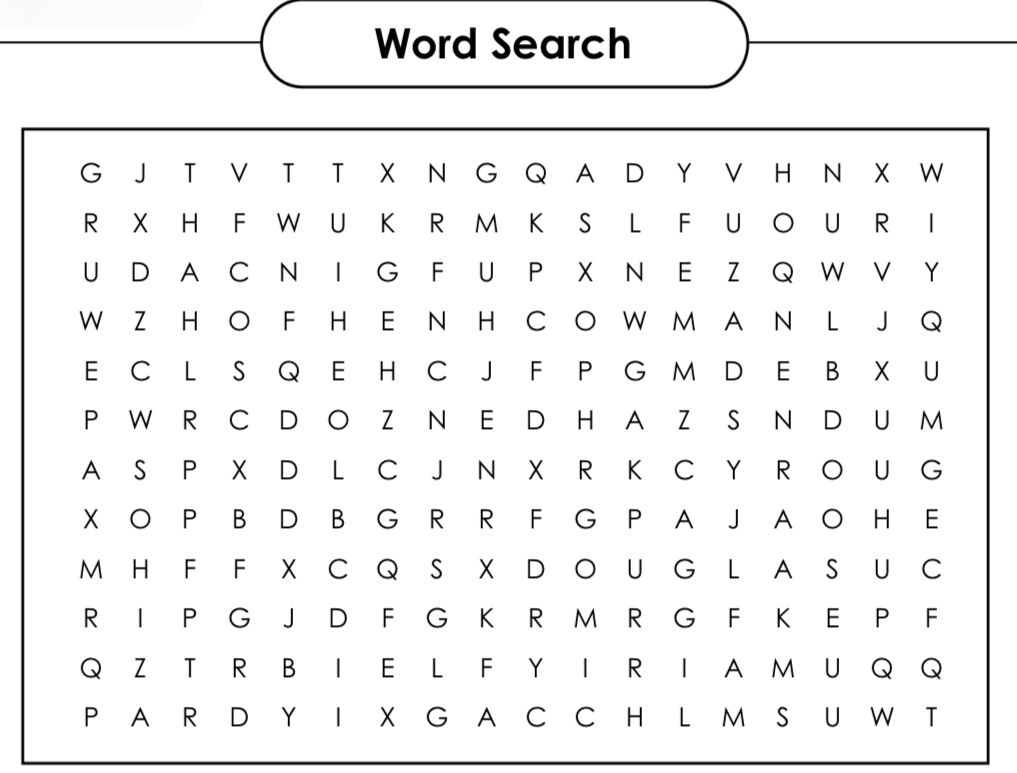 Word Search
G J T V T T X N G Q A D Y V H N X W
R X H F W U K R M K S L F U O U R I
U D A C N I G F U P X N E Z Q W V Y
W Z H O F H E N H C O W M A N L J Q
E C L S Q E H C J F P G M D E B X U
P W R C D O Z N E D H A Z S N D U M
A S P X D L C J N X R K C Y R O U G
X O P B D B G R R F G P A J A O H E
M H F F X C Q S X D O U G L A S U C
R I P G J D F G K R M R G F K E P F
Q Z T R B I E L F Y I R I A M U Q Q
P A R D Y I X G A C C H L M S U W T